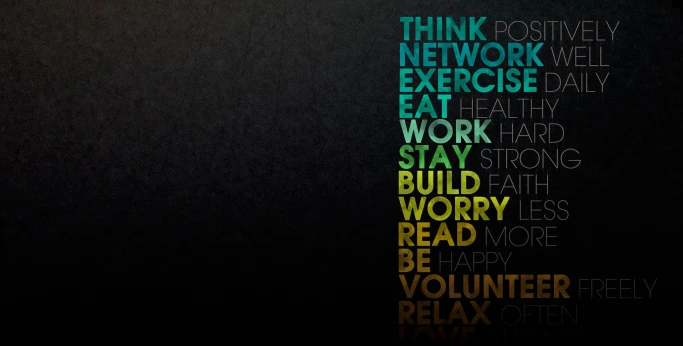 THINK POSITIVELY
NETWORK WELL
EXERCISE DAILY
EAT HEALTHY
WORK HARD
STAY STRONG
BUILD FAITH
WORRY LESS
READ MORE
BE HAPPY
VOLUNTEER FREELY
RELAX OFTEN
LOVE